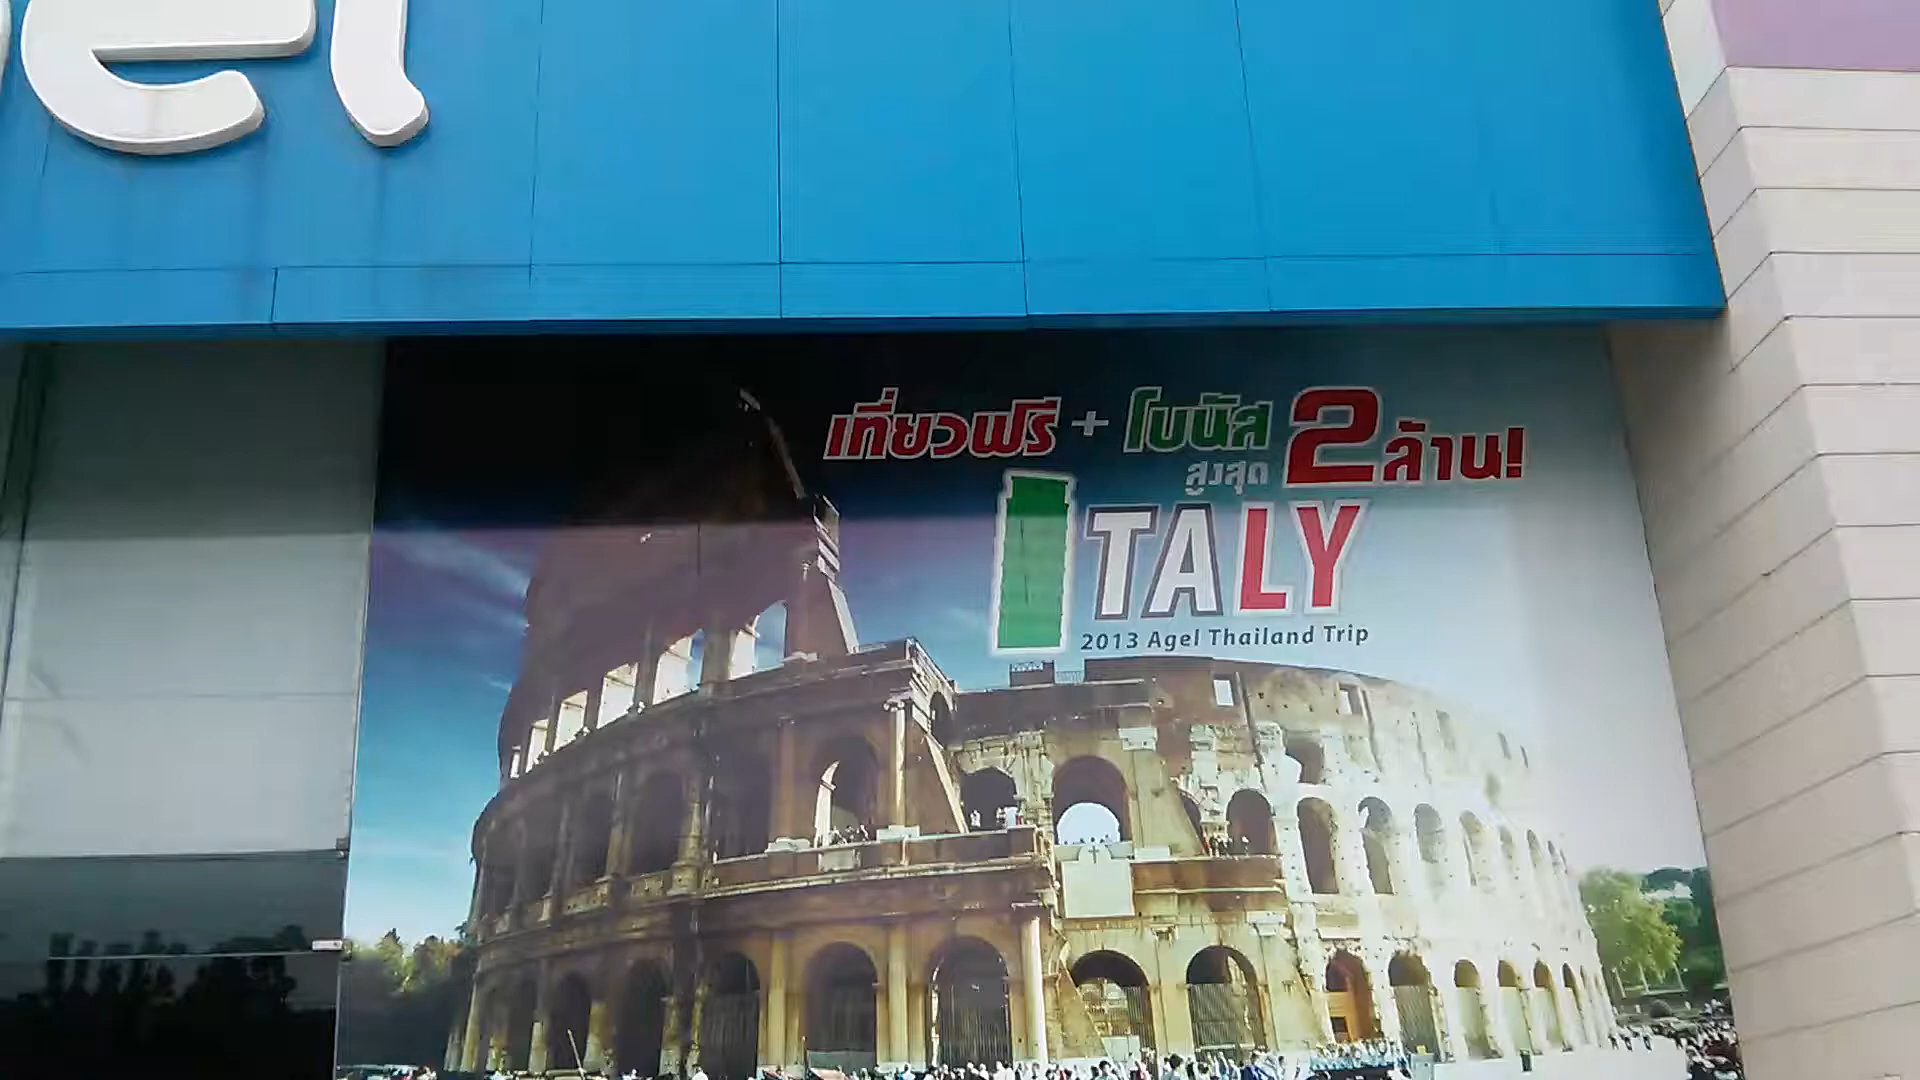 el
เที่ยวฟรี + โบนัส 2 ล้าน!
สูงสุด
ITALY
2013 Agel Thailand Trip